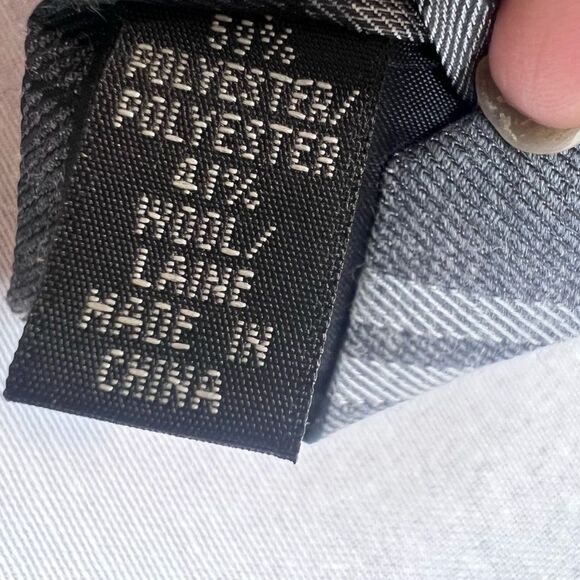 59%
POLYESTER/
POLYESTER
41%
WOOL/
LAINE
MADE IN
CHINA